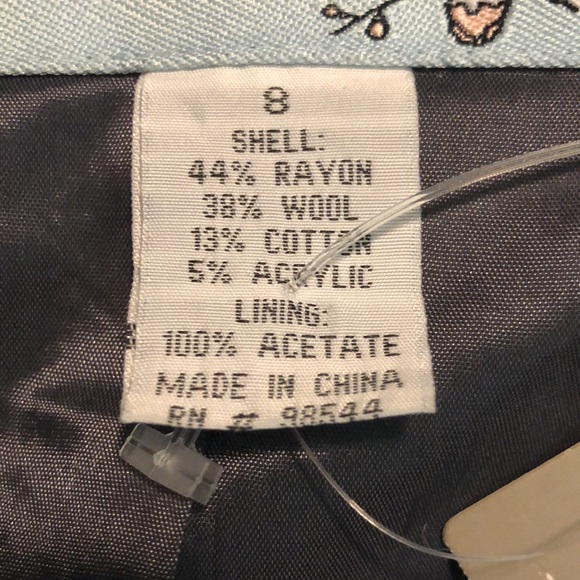 8
SHELL:
44% RAYON
38% WOOL
13% COTTON
5% ACRYLIC
LINING:
100% ACETATE
MADE IN CHINA
RN # 98544